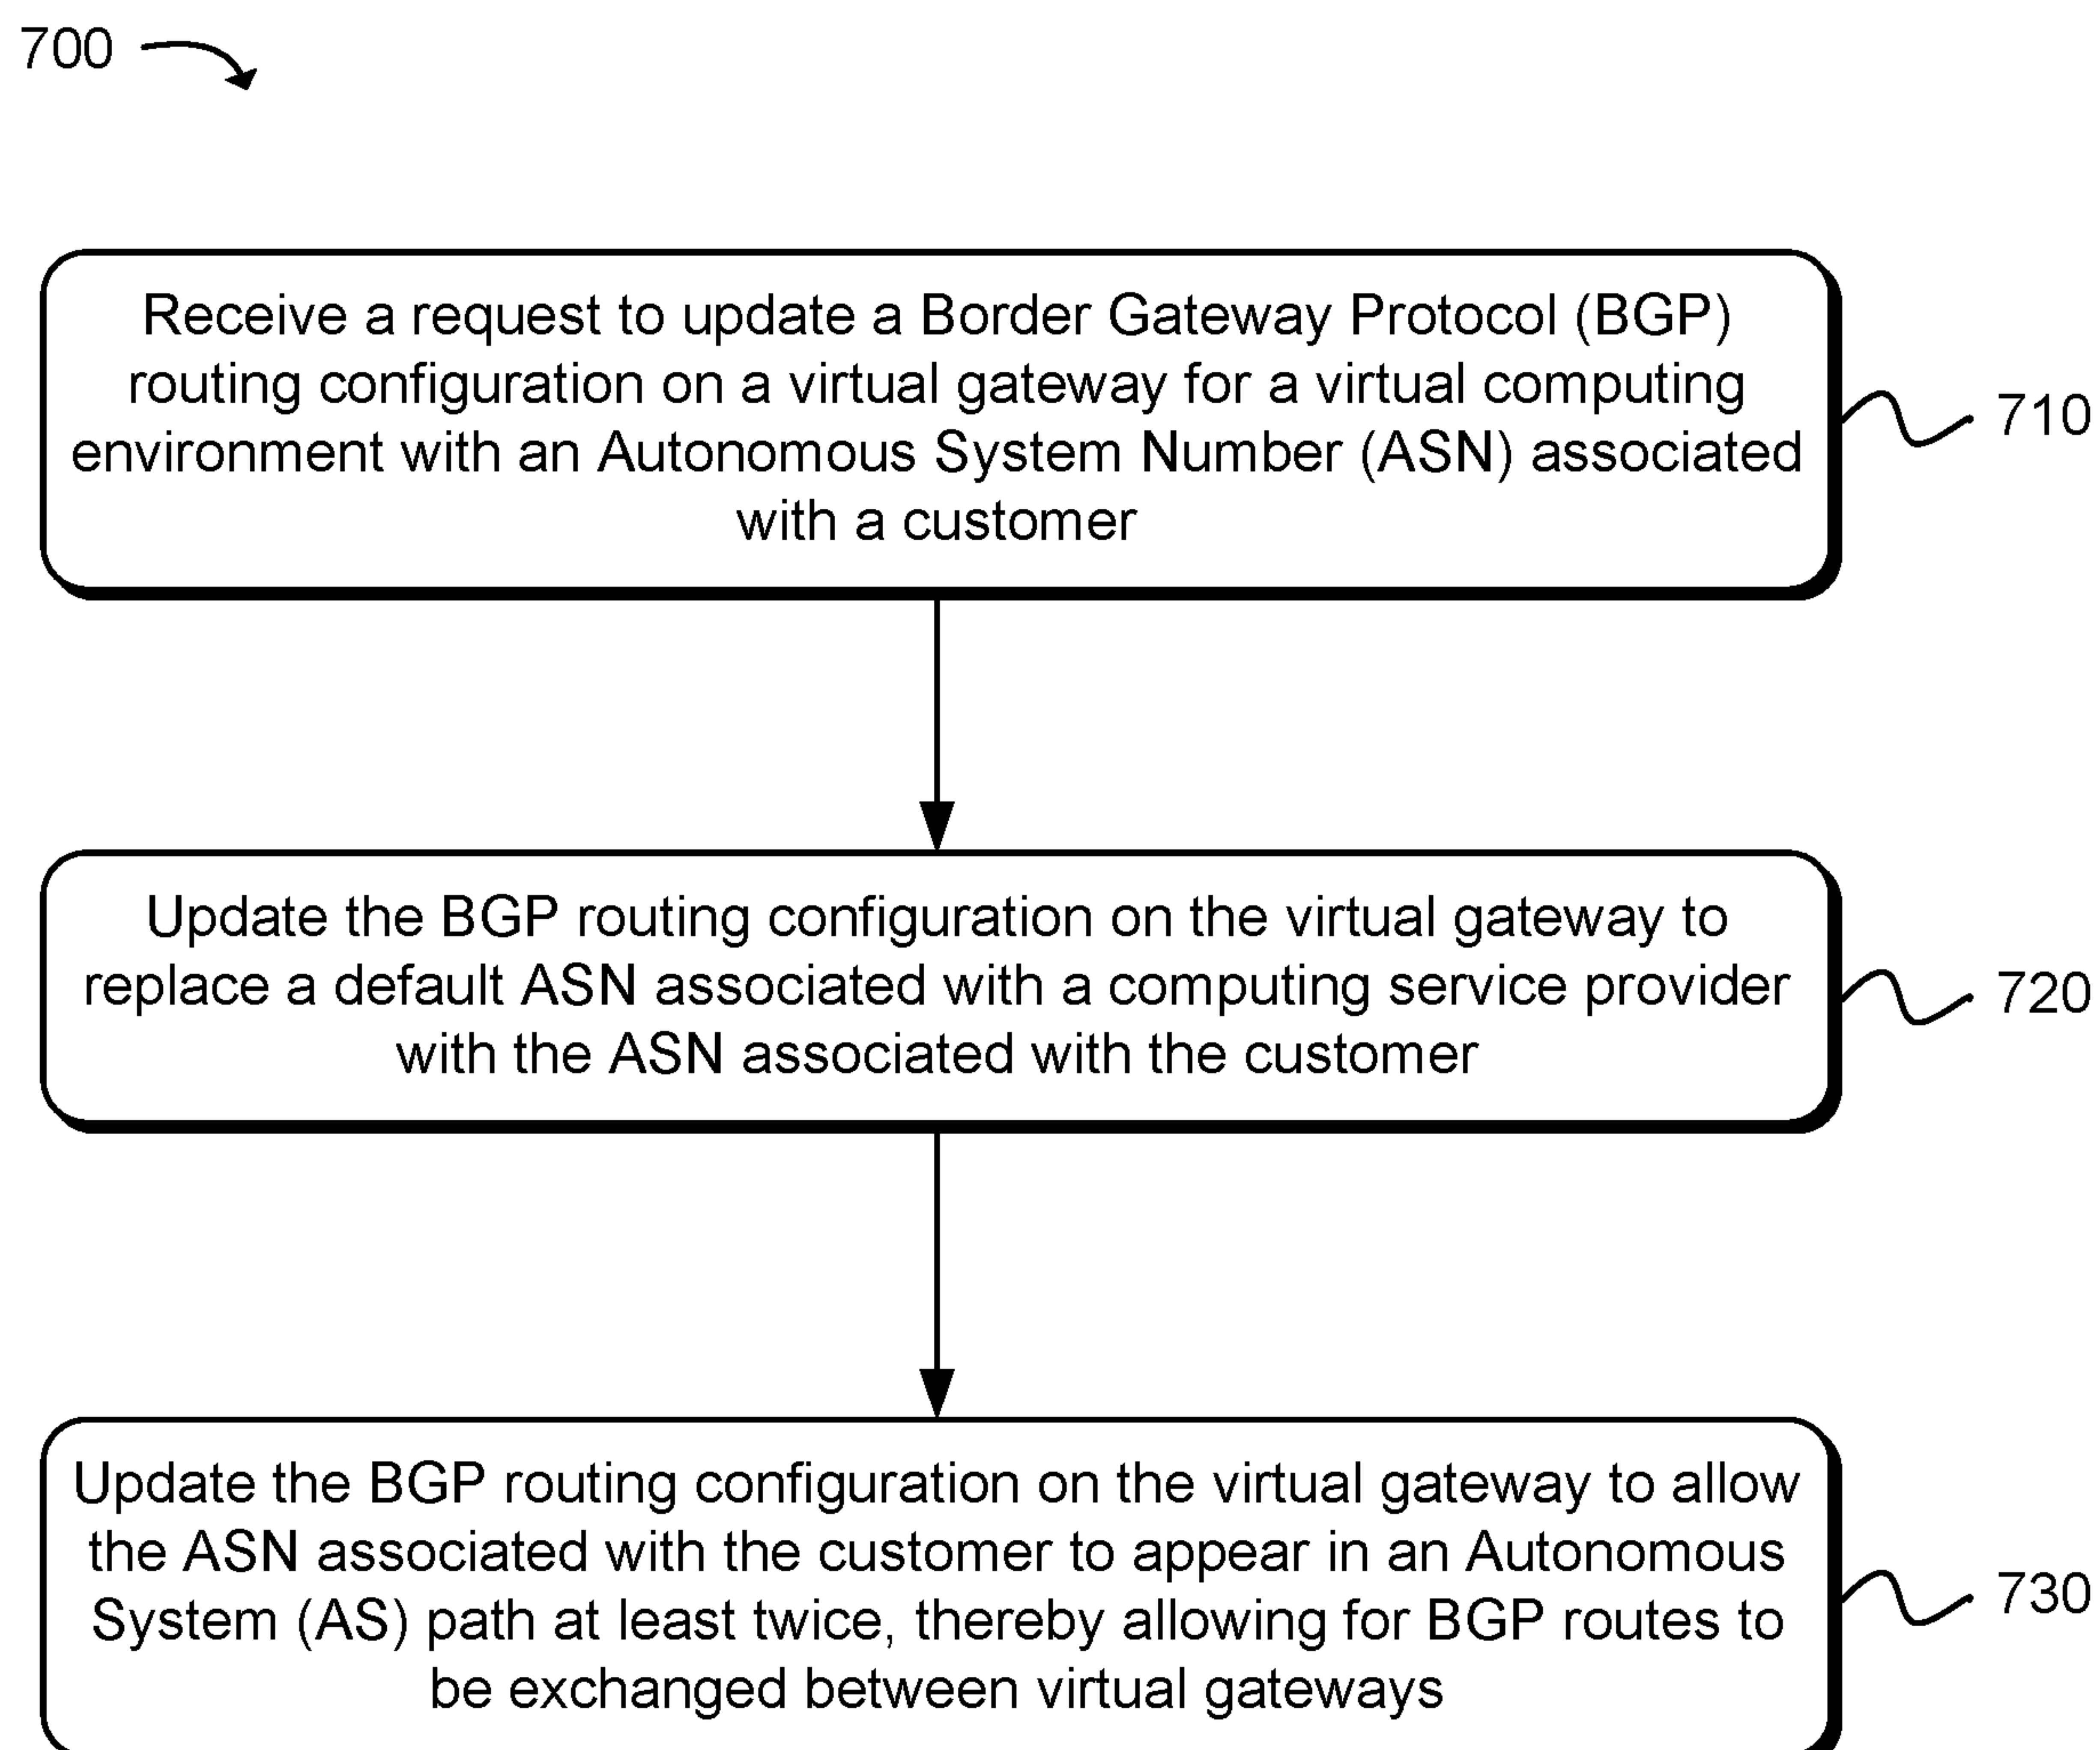 700
Receive a request to update a Border Gateway Protocol (BGP)
routing configuration on a virtual gateway for a virtual computing
environment with an Autonomous System Number (ASN) associated
with a customer
710
Update the BGP routing configuration on the virtual gateway to
replace a default ASN associated with a computing service provider
with the ASN associated with the customer
720
Update the BGP routing configuration on the virtual gateway to allow
the ASN associated with the customer to appear in an Autonomous
System (AS) path at least twice, thereby allowing for BGP routes to
be exchanged between virtual gateways
730